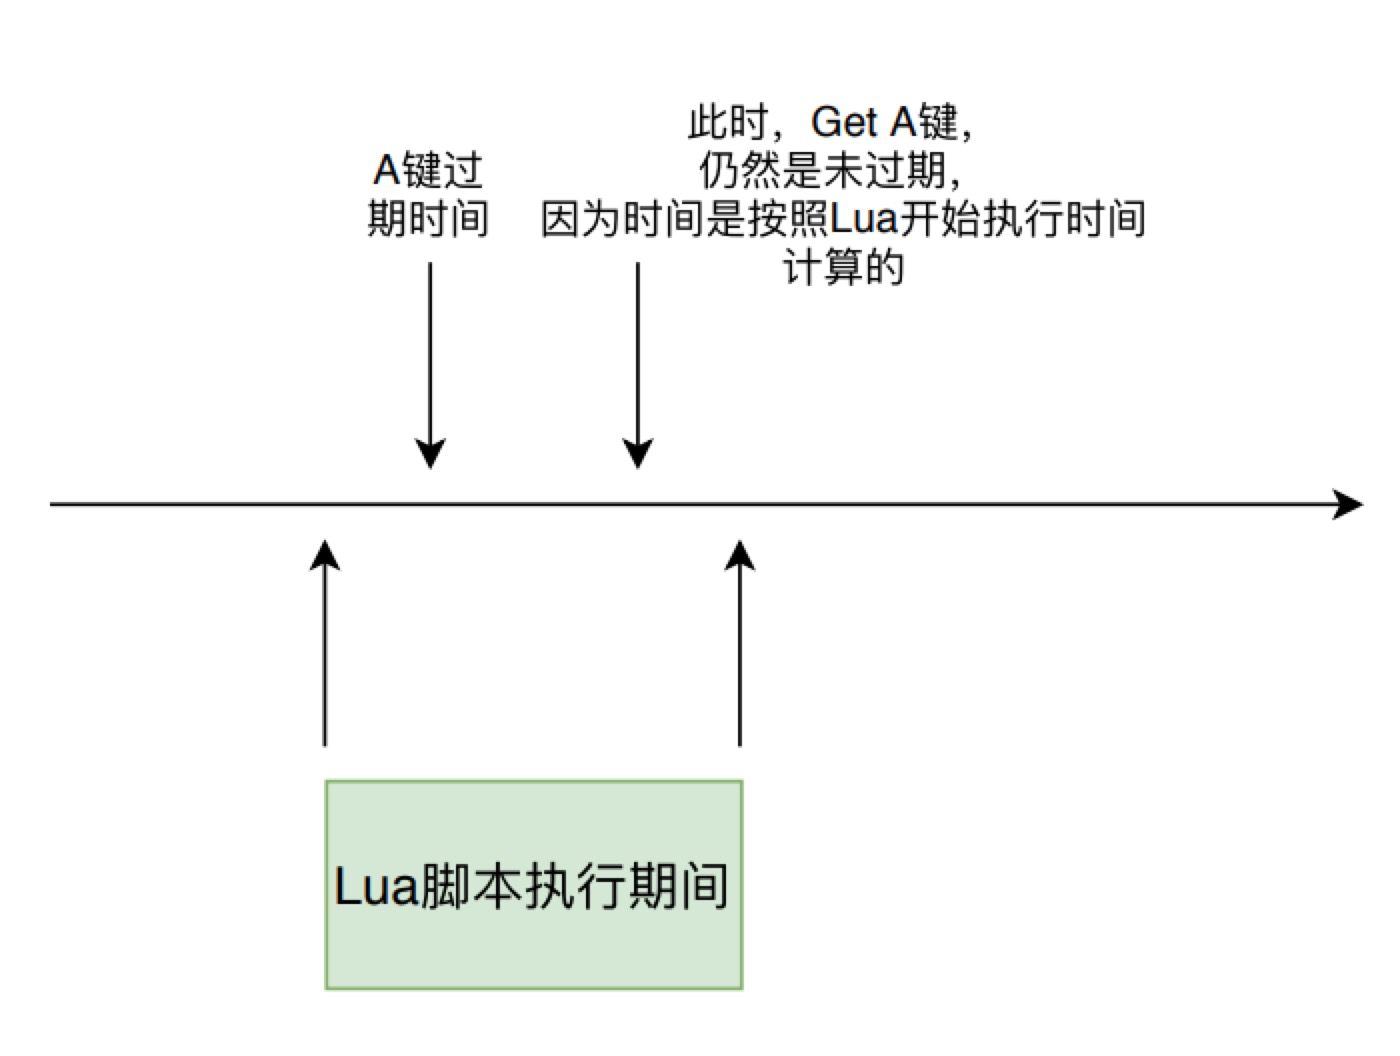 A键过
期时间
此时，Get A键，
仍然是未过期，
因为时间是按照Lua开始执行时间
计算的
Lua脚本执行期间